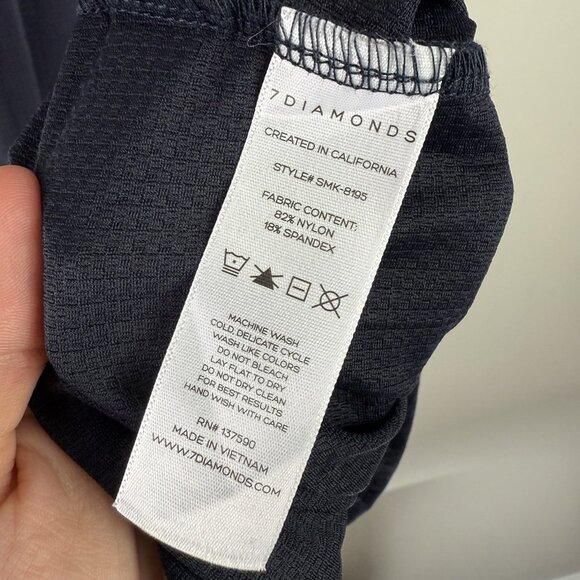 7DIAMONDS
CREATED IN CALIFORNIA
STYLE# SMK-8195
FABRIC CONTENT:
82% NYLON
18% SPANDEX
MACHINE WASH
COLD, DELICATE CYCLE
WASH LIKE COLORS
DO NOT BLEACH
LAY FLAT TO DRY
DO NOT DRY CLEAN
FOR BEST RESULTS
HAND WISH WITH CARE
RN# 137590
MADE IN VIETNAM
WWW.7DIAMONDS.COM